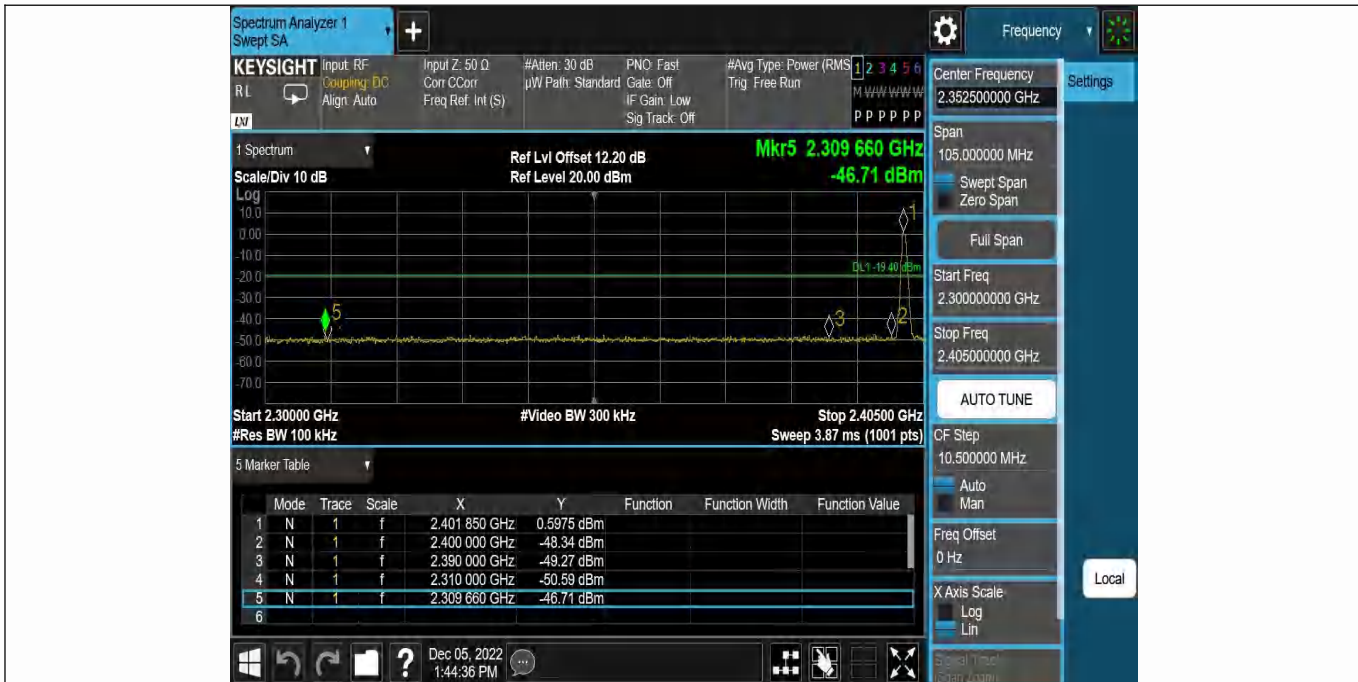 Spectrum Analyzer 1
Swept SA
+
Frequency
KEYSIGHT
RL
LXI
Input: RF
Coupling: DC
Align: Auto
Input Z: 50 Ω
Corr CCorr
Freq Ref: Int (S)
#Atten: 30 dB
µW Path: Standard
PNO: Fast
Gate: Off
IF Gain: Low
Sig Track: Off
#Avg Type: Power (RMS
Trig: Free Run
1 2 3 4 5 6
M W W W W W
P P P P P P
Center Frequency
2.352500000 GHz
Settings
Span
105.000000 MHz
Swept Span
Zero Span
Full Span
Start Freq
2.300000000 GHz
Stop Freq
2.405000000 GHz
AUTO TUNE
CF Step
10.500000 MHz
Auto
Man
Freq Offset
0 Hz
X Axis Scale
Log
Lin
Local
1 Spectrum
Scale/Div 10 dB
Ref Lvl Offset 12.20 dB
Ref Level 20.00 dBm
Mkr5 2.309 660 GHz
-46.71 dBm
Log
10.0
0.00
-10.0
-20.0
-30.0
-40.0
-50.0
-60.0
-70.0
1
DL1 -19.40 dBm
5
3
2
Start 2.30000 GHz
#Video BW 300 kHz
Stop 2.40500 GHz
#Res BW 100 kHz
Sweep 3.87 ms (1001 pts)
5 Marker Table
Mode Trace Scale X Y Function Function Width Function Value
1 N 1 f 2.401 850 GHz 0.5975 dBm
2 N 1 f 2.400 000 GHz -48.34 dBm
3 N 1 f 2.390 000 GHz -49.27 dBm
4 N 1 f 2.310 000 GHz -50.59 dBm
5 N 1 f 2.309 660 GHz -46.71 dBm
6
?
Dec 05, 2022
1:44:36 PM